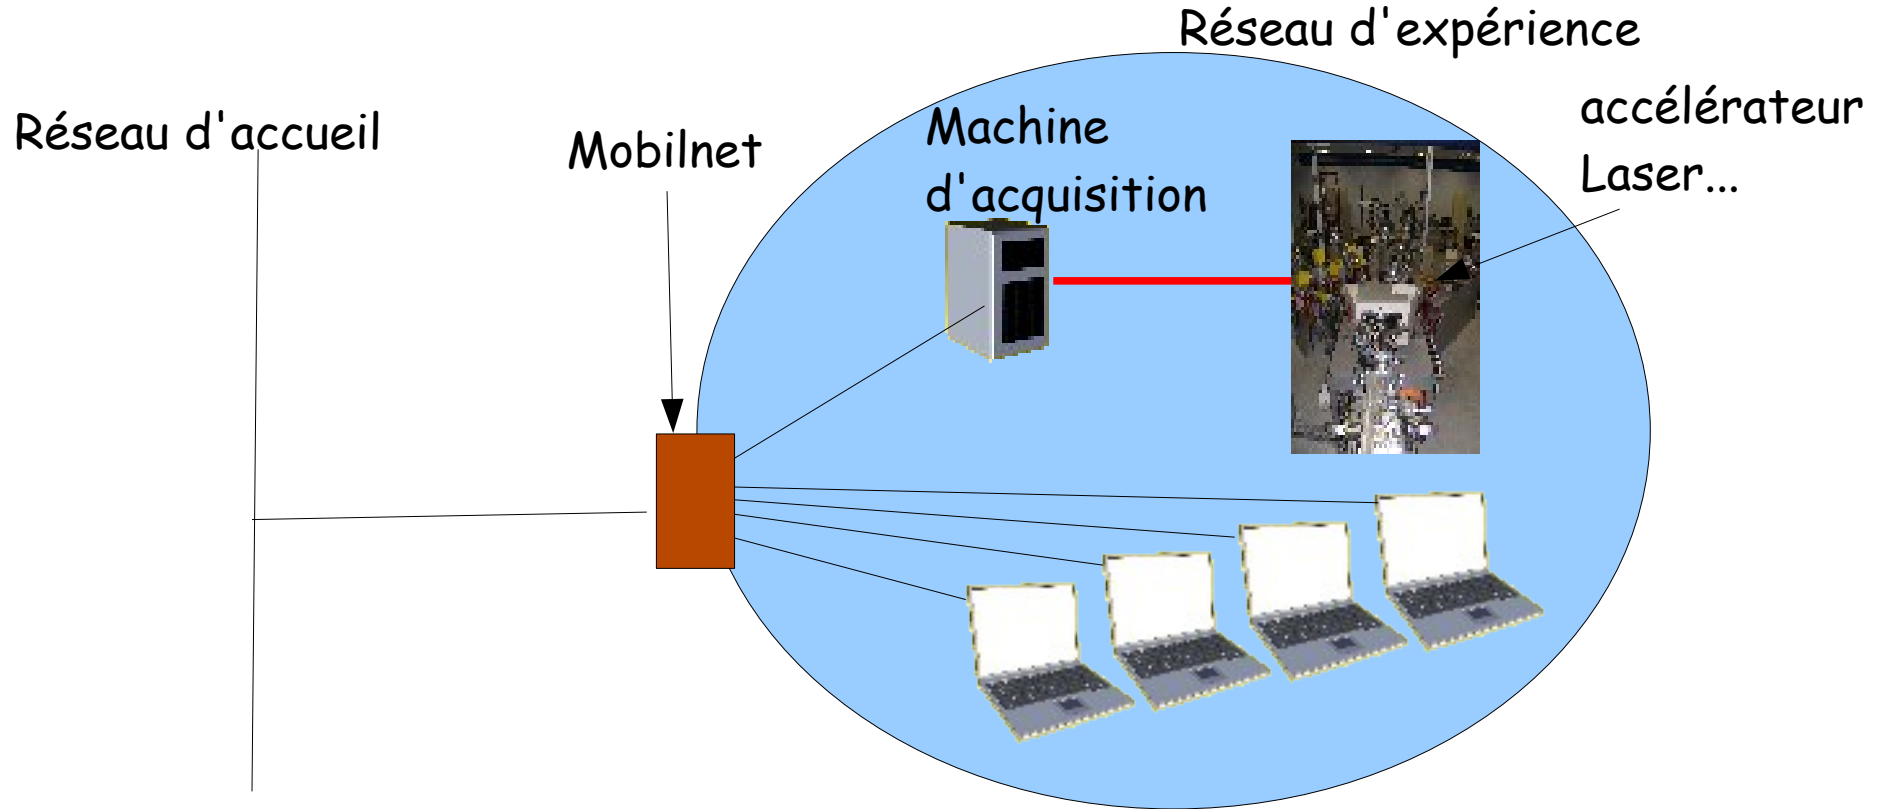 Réseau d'expérience
accélérateur
Laser...
Réseau d'accueil
Mobilnet
Machine
d'acquisition